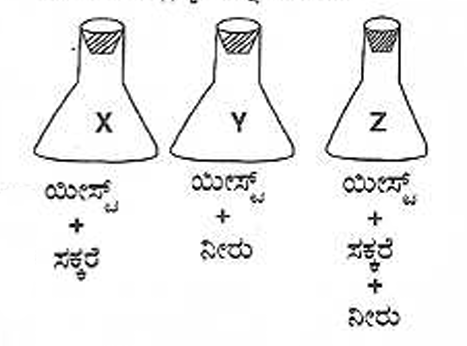 X Y Z
ಯೀಸ್ಟ್ ಯೀಸ್ಟ್ ಯೀಸ್ಟ್
+ + +
ಸಕ್ಕರೆ ನೀರು ಸಕ್ಕರೆ
+
ನೀರು